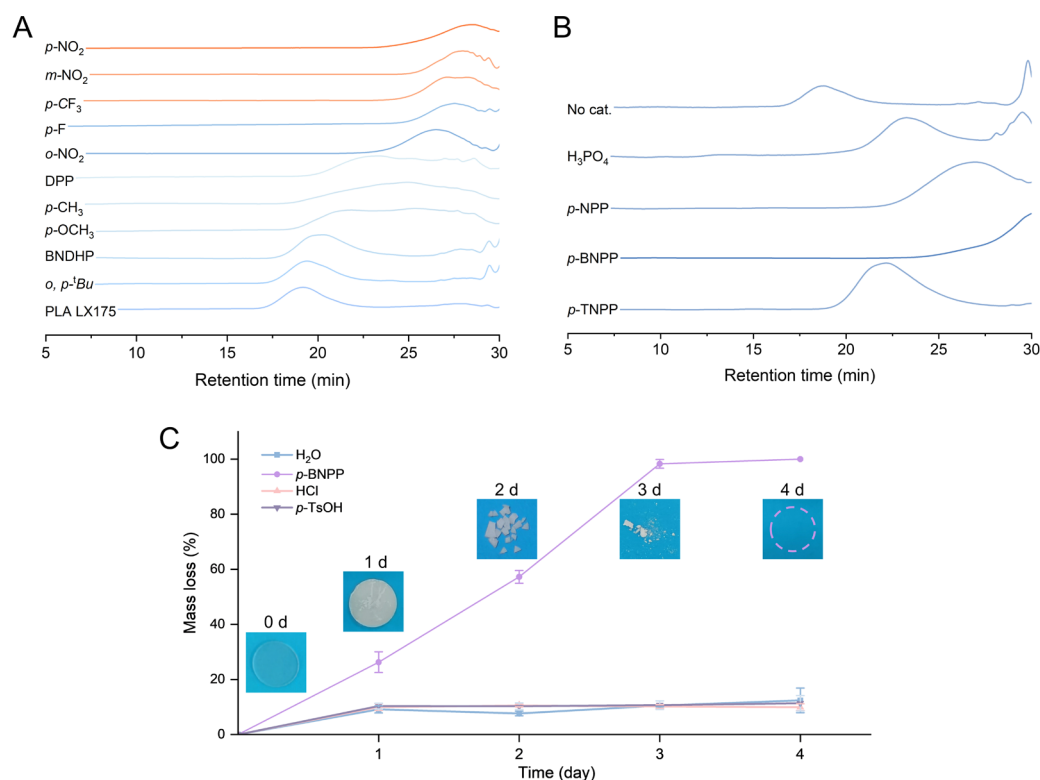 A
p-NO2
m-NO2
p-CF3
p-F
o-NO2
DPP
p-CH3
p-OCH3
BNDHP
o, p-tBu
PLA LX175
5 10 15 20 25 30
Retention time (min)
B
No cat.
H3PO4
p-NPP
p-BNPP
p-TNPP
5 10 15 20 25 30
Retention time (min)
C
H2O
p-BNPP
HCl
p-TsOH
0 d
1 d
2 d
3 d
4 d
100
80
60
40
20
0
Mass loss (%)
1 2 3 4
Time (day)